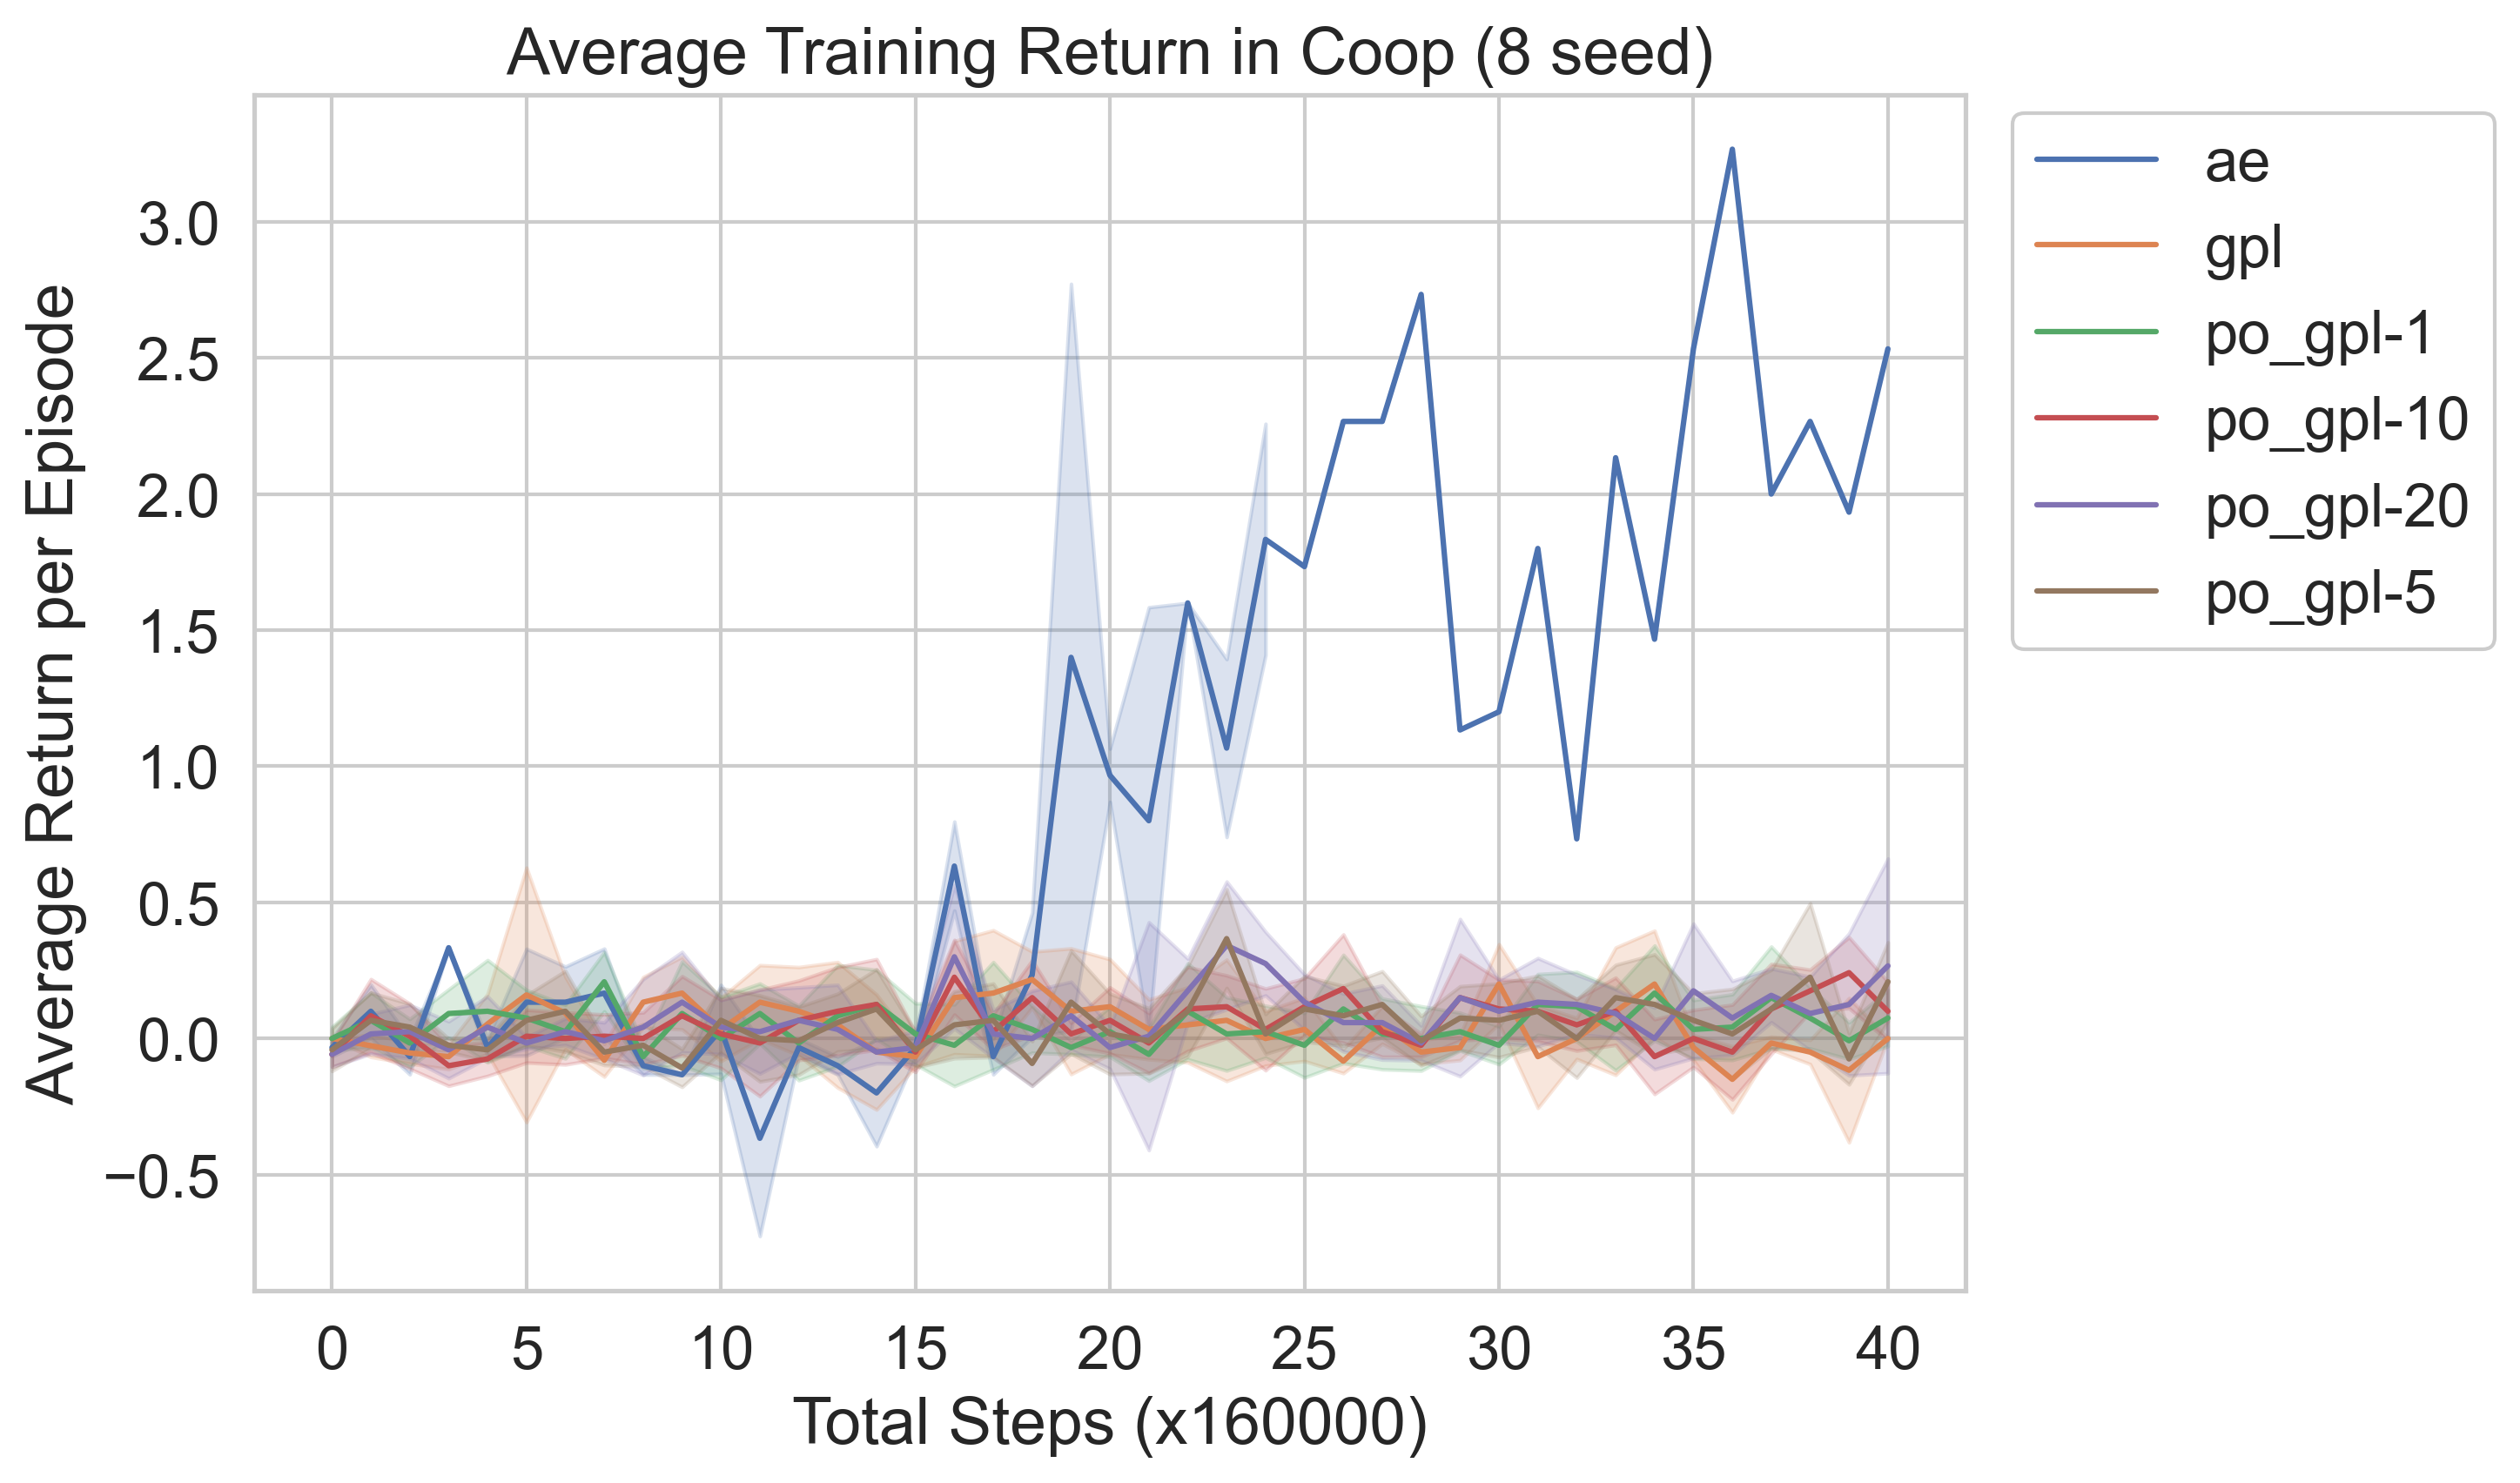 Average Training Return in Coop (8 seed)
Average Return per Episode
3.0
2.5
2.0
1.5
1.0
0.5
0.0
−0.5
0 5 10 15 20 25 30 35 40
Total Steps (x160000)
ae
gpl
po_gpl-1
po_gpl-10
po_gpl-20
po_gpl-5